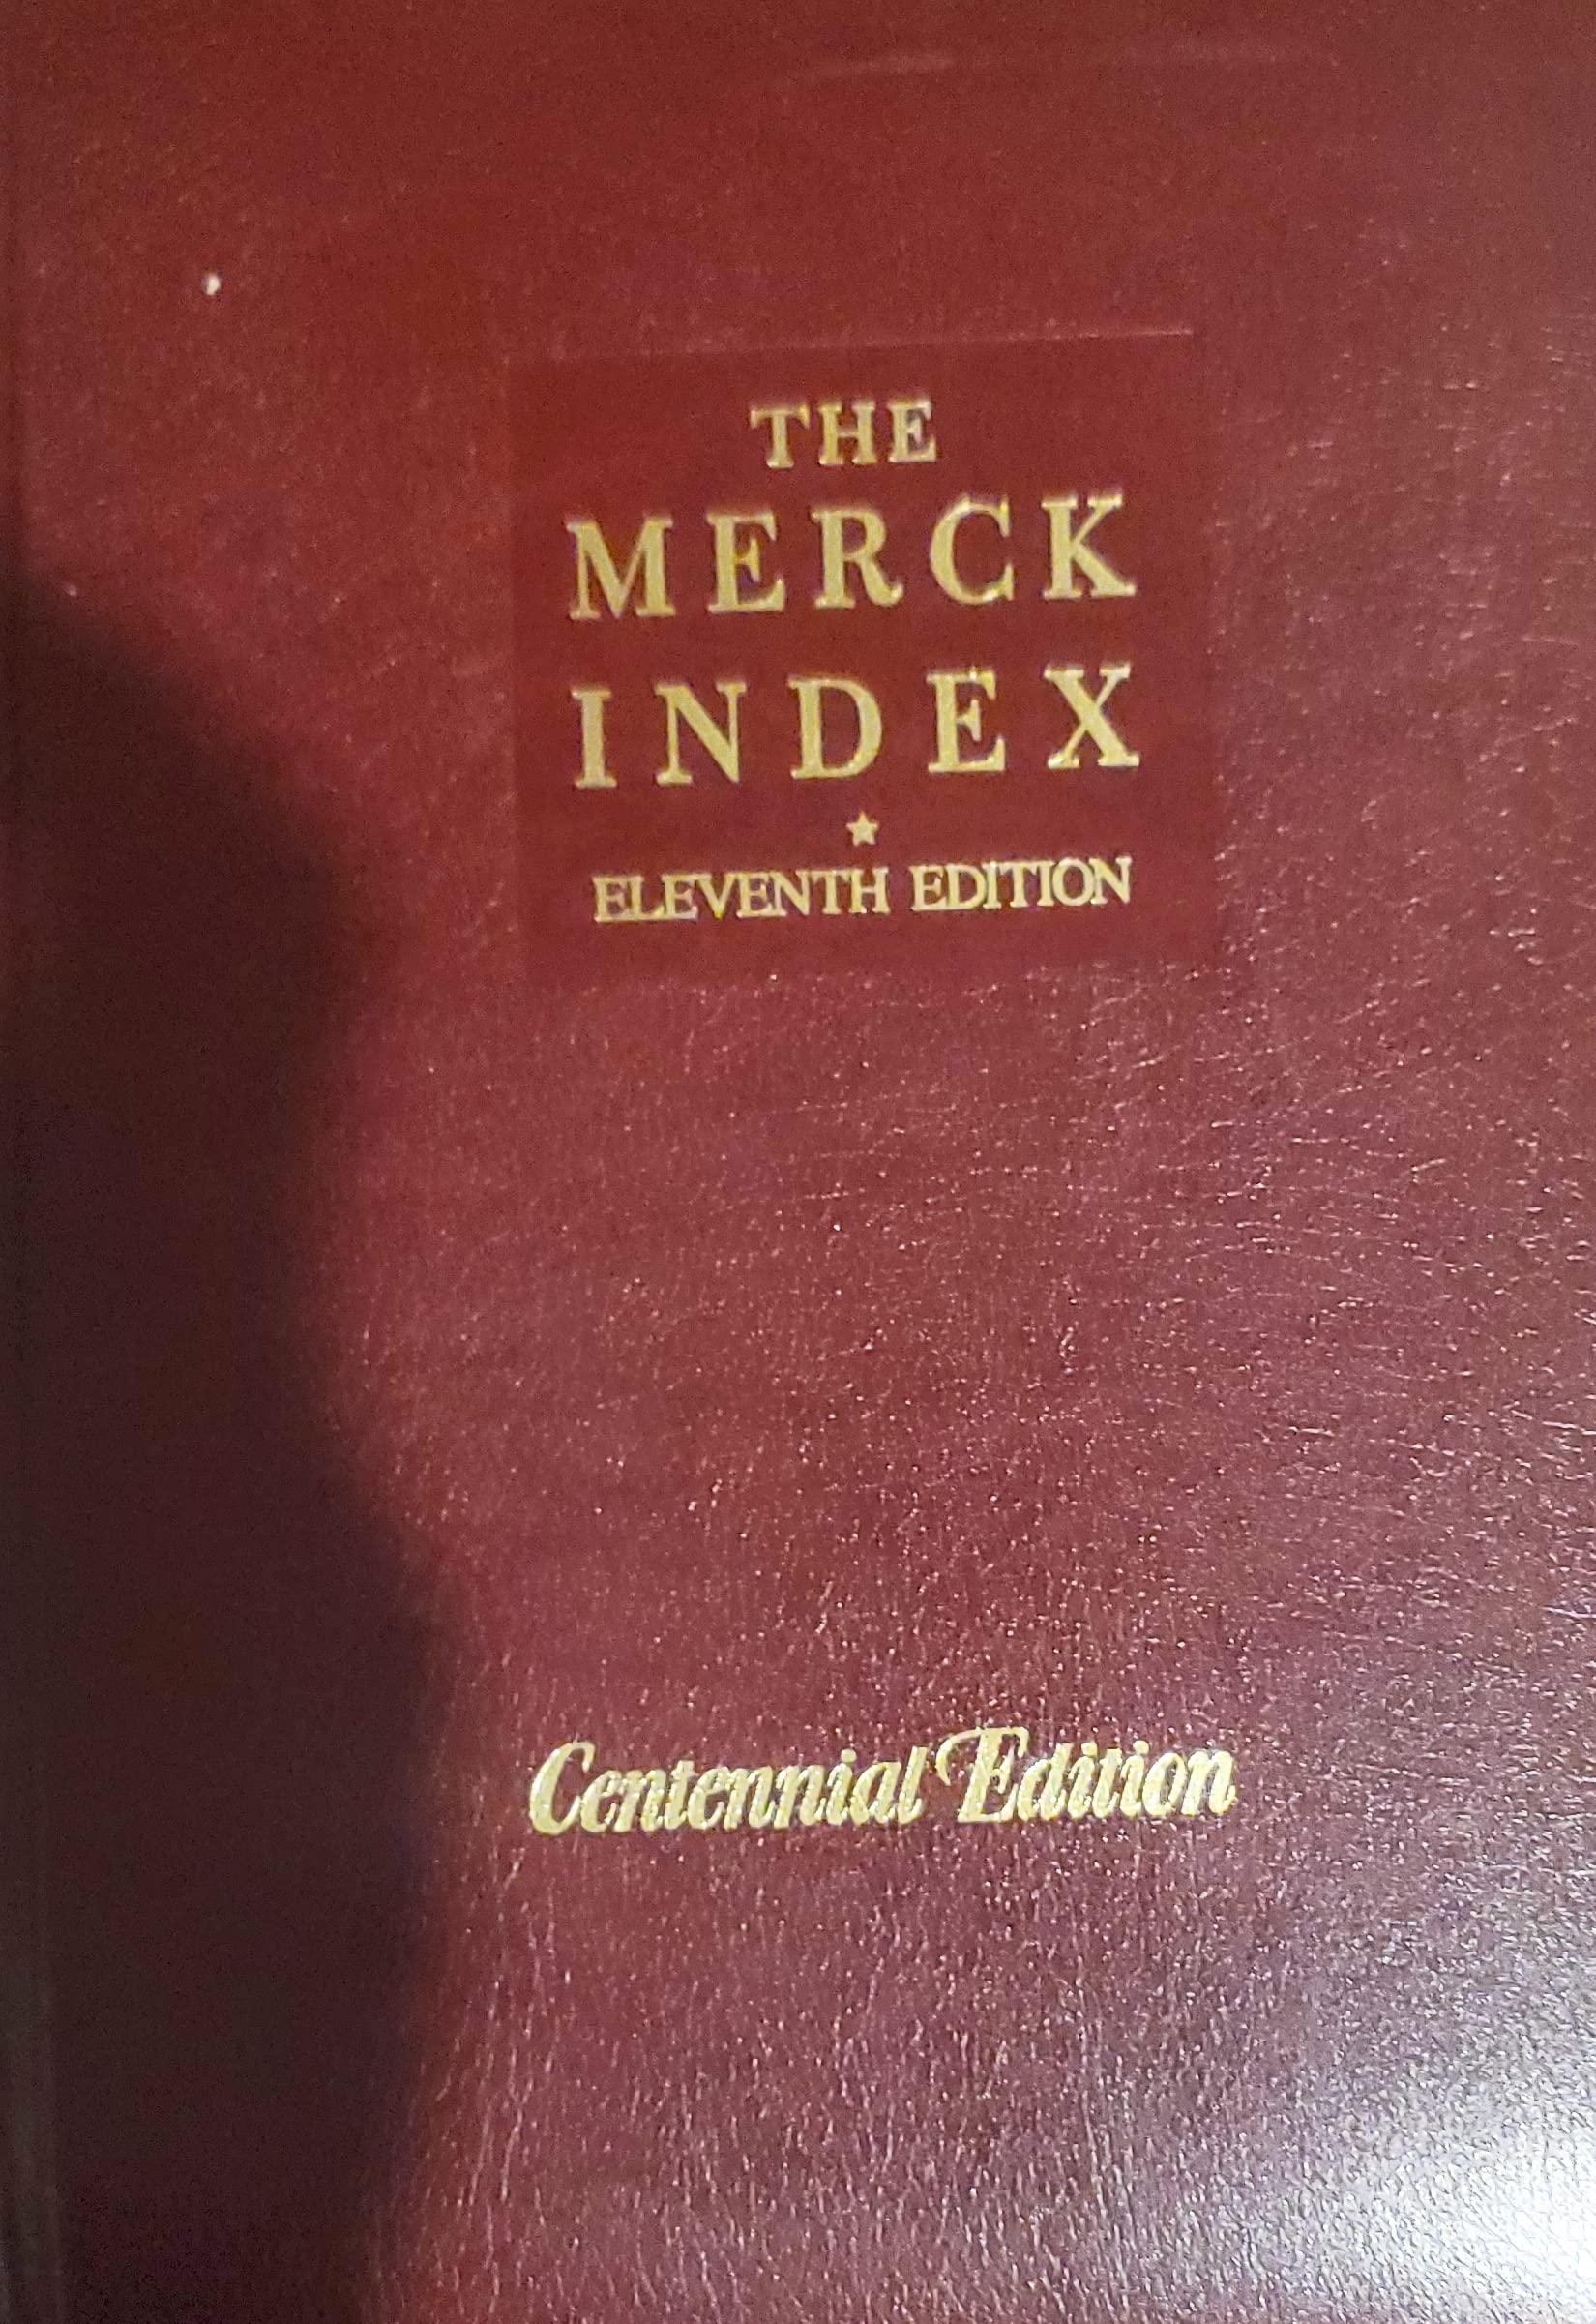 THE
MERCK
INDEX
ELEVENTH EDITION
Centennial Edition